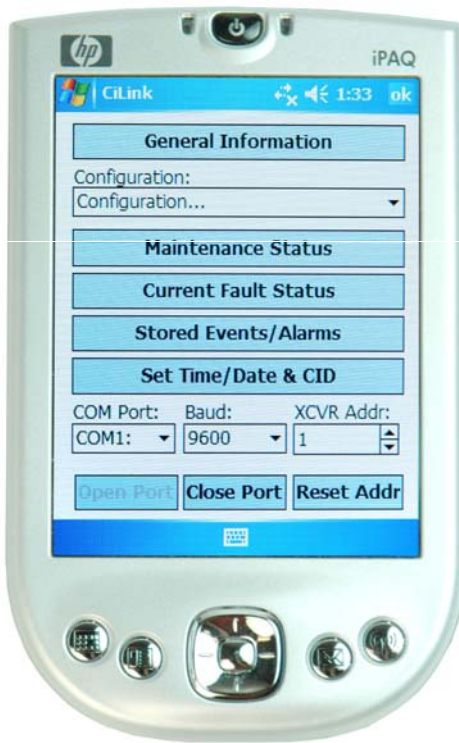 hp
iPAQ
CiLink 1:33 ok
General Information
Configuration:
Configuration...
Maintenance Status
Current Fault Status
Stored Events/Alarms
Set Time/Date & CID
COM Port: Baud: XCVR Addr:
COM1: 9600 1
Open Port Close Port Reset Addr